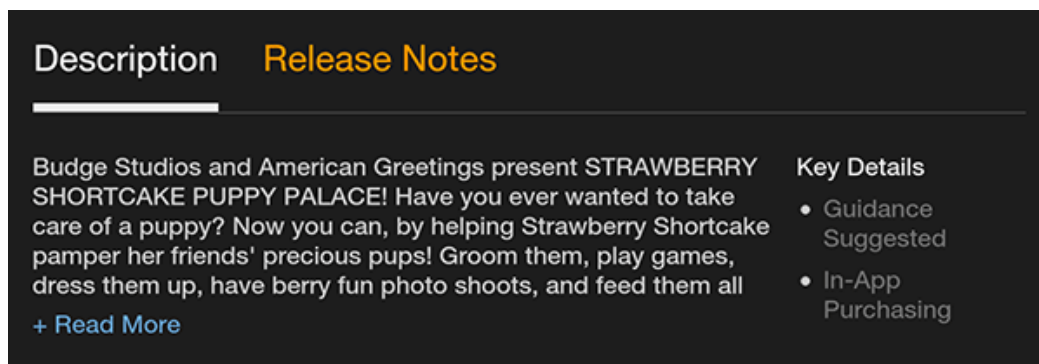 Description Release Notes
Budge Studios and American Greetings present STRAWBERRY
SHORTCAKE PUPPY PALACE! Have you ever wanted to take
care of a puppy? Now you can, by helping Strawberry Shortcake
pamper her friends' precious pups! Groom them, play games,
dress them up, have berry fun photo shoots, and feed them all
+ Read More
Key Details
• Guidance
Suggested
• In-App
Purchasing